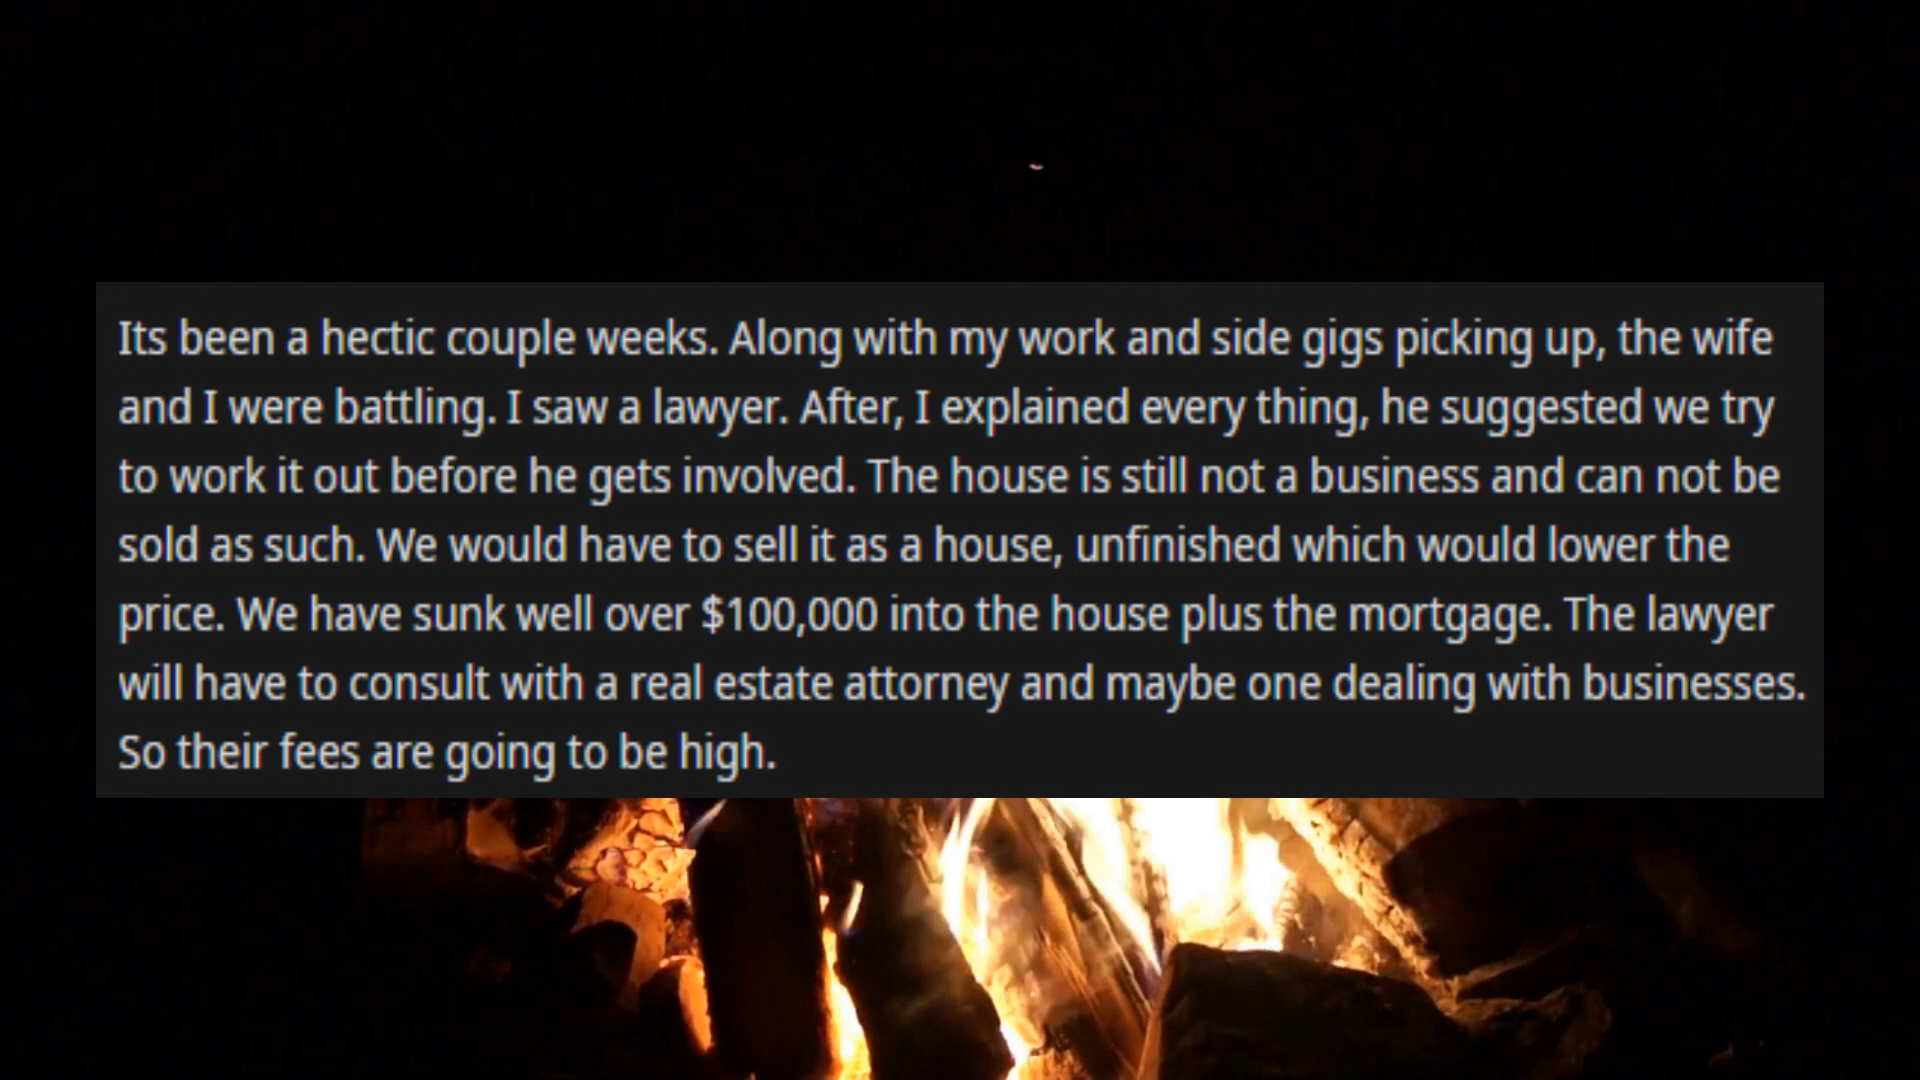 Its been a hectic couple weeks. Along with my work and side gigs picking up, the wife
and I were battling. I saw a lawyer. After, I explained every thing, he suggested we try
to work it out before he gets involved. The house is still not a business and can not be
sold as such. We would have to sell it as a house, unfinished which would lower the
price. We have sunk well over $100,000 into the house plus the mortgage. The lawyer
will have to consult with a real estate attorney and maybe one dealing with businesses.
So their fees are going to be high.